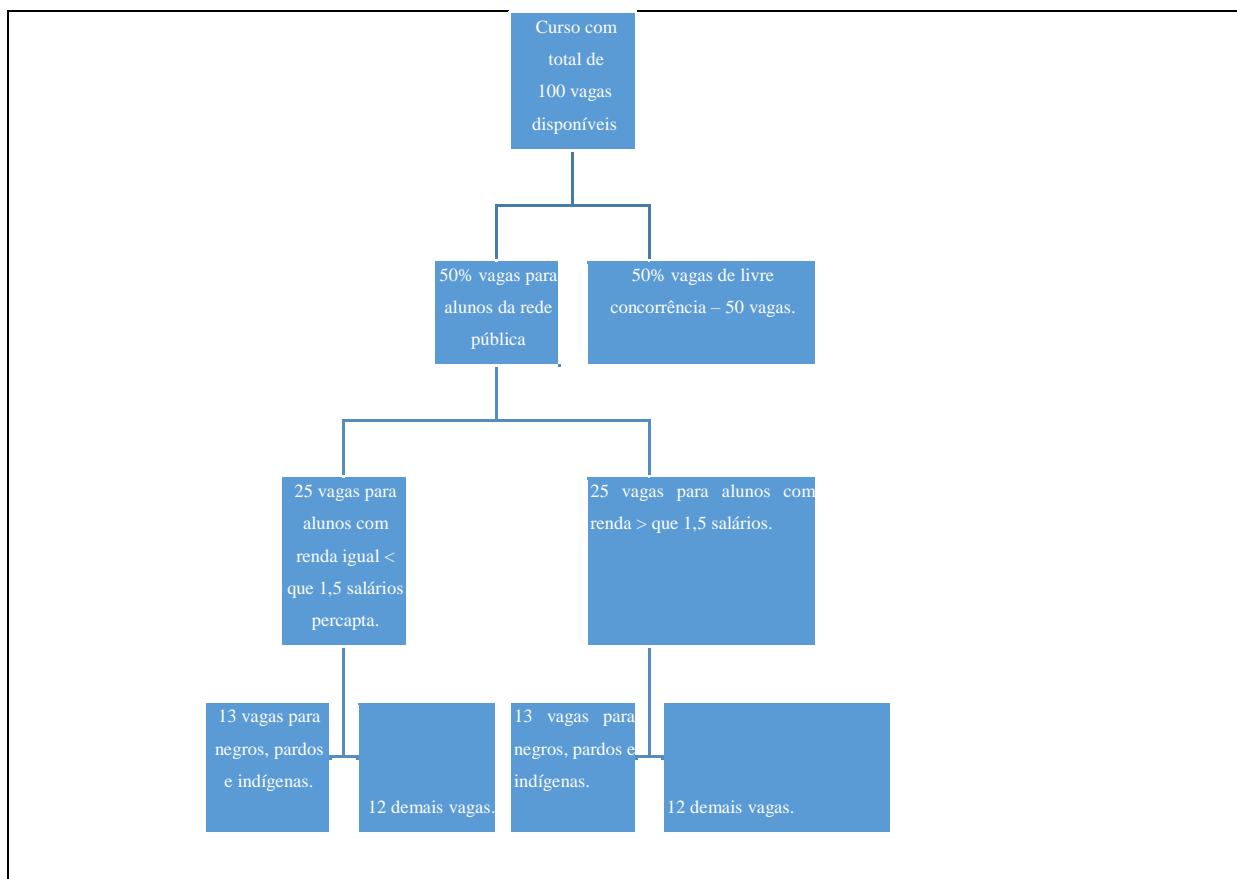 Curso com
total de
100 vagas
disponíveis
50% vagas para
alunos da rede
pública
50% vagas de livre
concorrência – 50 vagas.
25 vagas para
alunos com
renda igual <
que 1,5 salários
percapta.
25 vagas para alunos com
renda > que 1,5 salários.
13 vagas para
negros, pardos
e indígenas.
12 demais vagas.
13 vagas para
negros, pardos e
indígenas.
12 demais vagas.